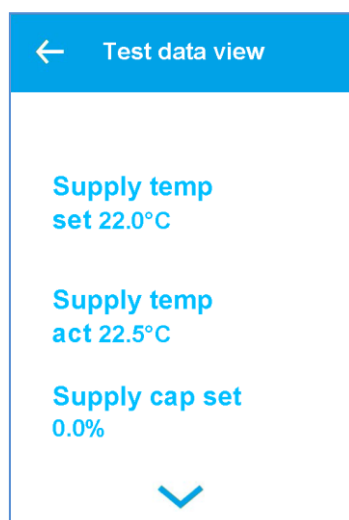 Test data view
Supply temp
set 22.0°C
Supply temp
act 22.5°C
Supply cap set
0.0%